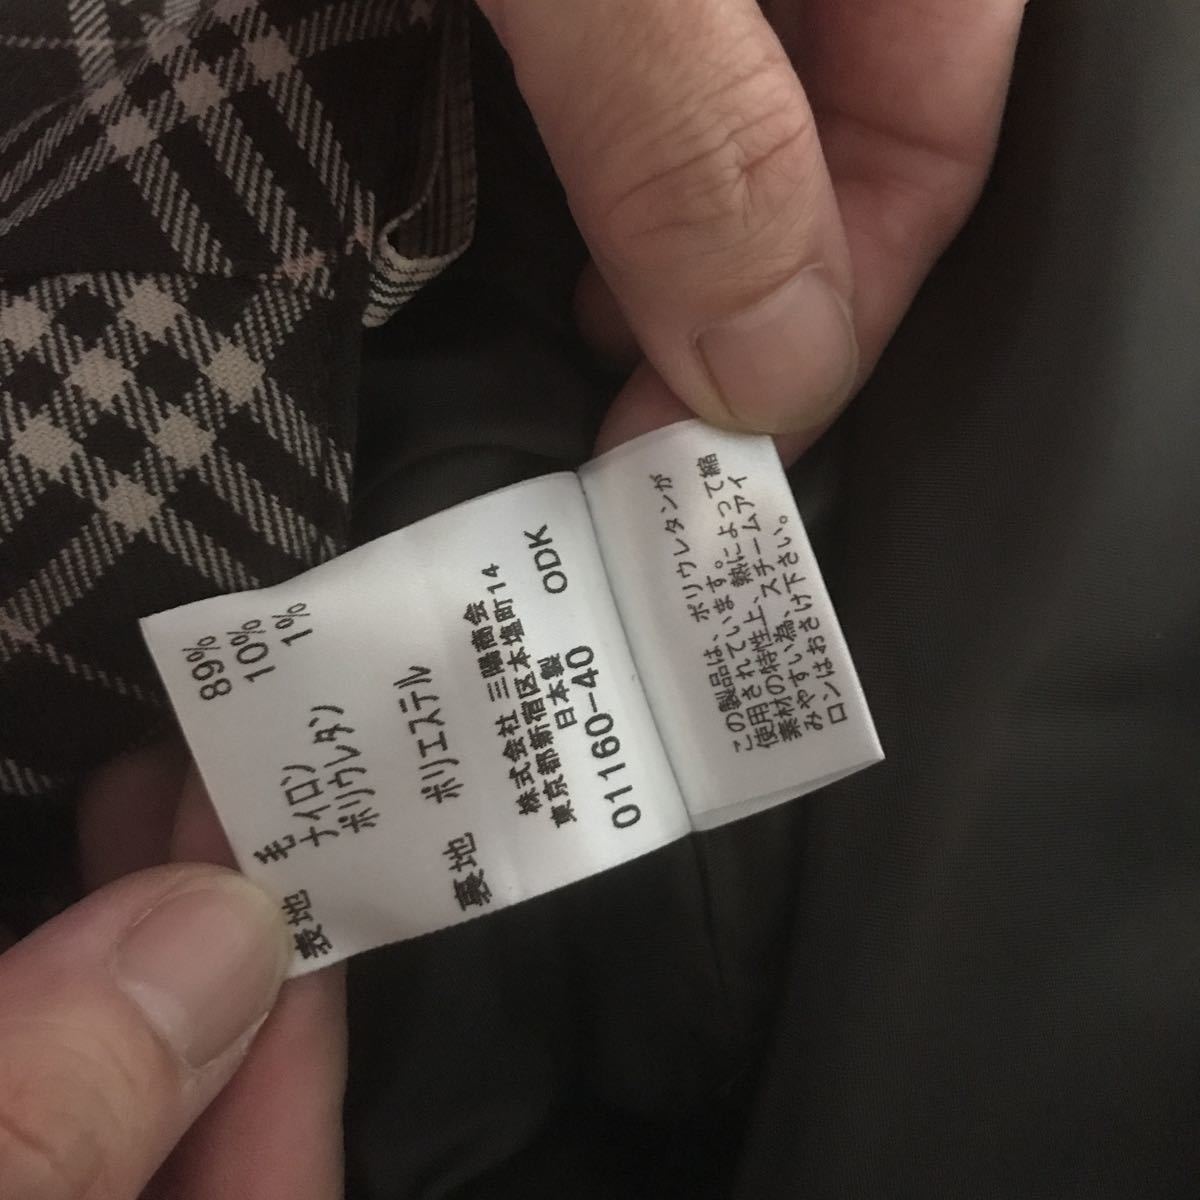 表地
毛 89%
ナイロン 10%
ポリウレタン 1%
裏地 ポリエステル
株式会社 三陽商会
東京都新宿区本塩町14
日本製 ODK
01160-40
この製品は、ポリウレタンが
使用されています。熱によって縮
素材の特性上、スチームアイ
みやすい為、
ロンはおさけ下さい。